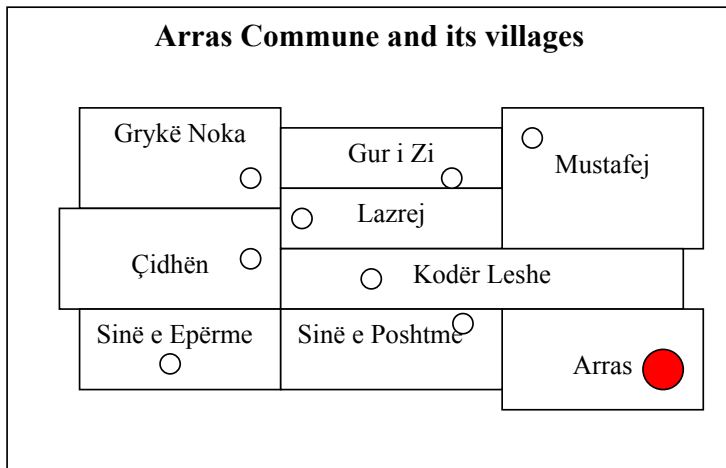 Arras Commune and its villages
Grykë Noka
Gur i Zi
Mustafej
Lazrej
Çidhën
Kodër Leshe
Sinë e Epërme
Sinë e Poshtme
Arras